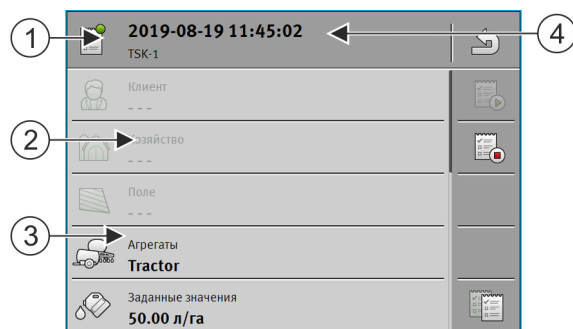 1
2019-08-19 11:45:02
4
TSK-1
Клиент
- - -
2
Хозяйство
- - -
Поле
- - -
3
Агрегаты
Tractor
Заданные значения
50.00 л/га